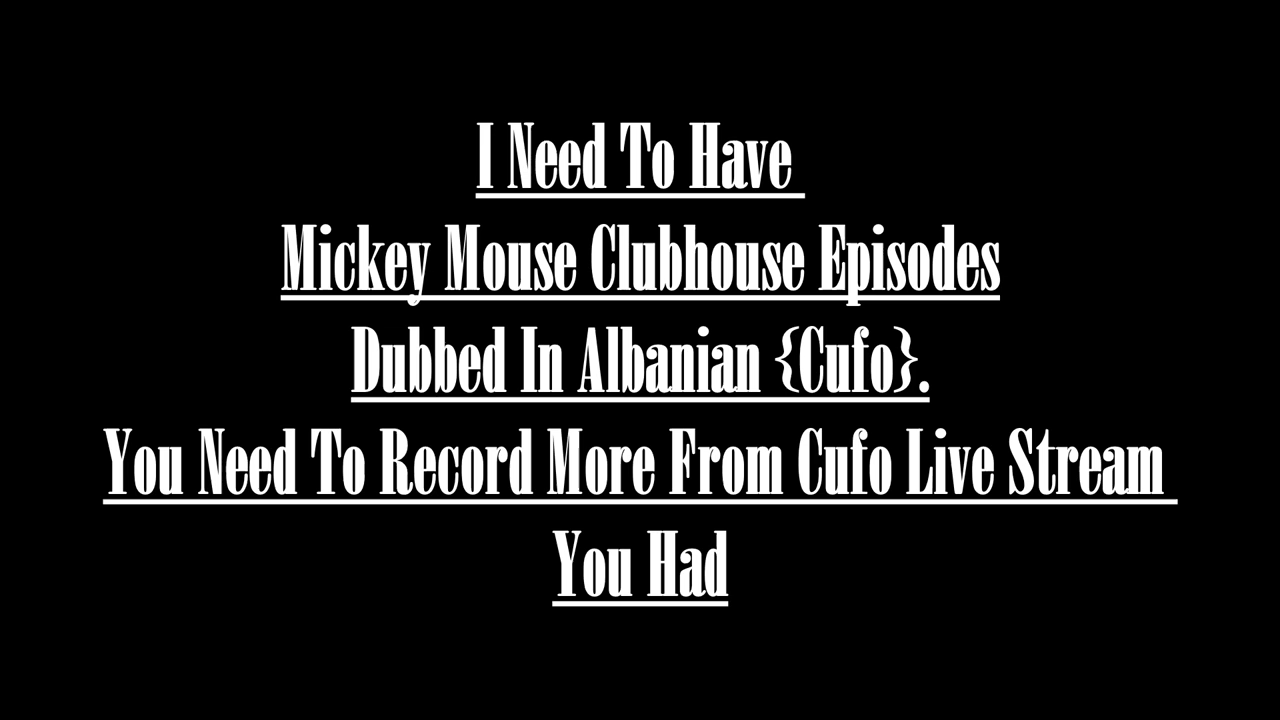 I Need To Have
Mickey Mouse Clubhouse Episodes
Dubbed In Albanian {Cufo}.
You Need To Record More From Cufo Live Stream
You Had